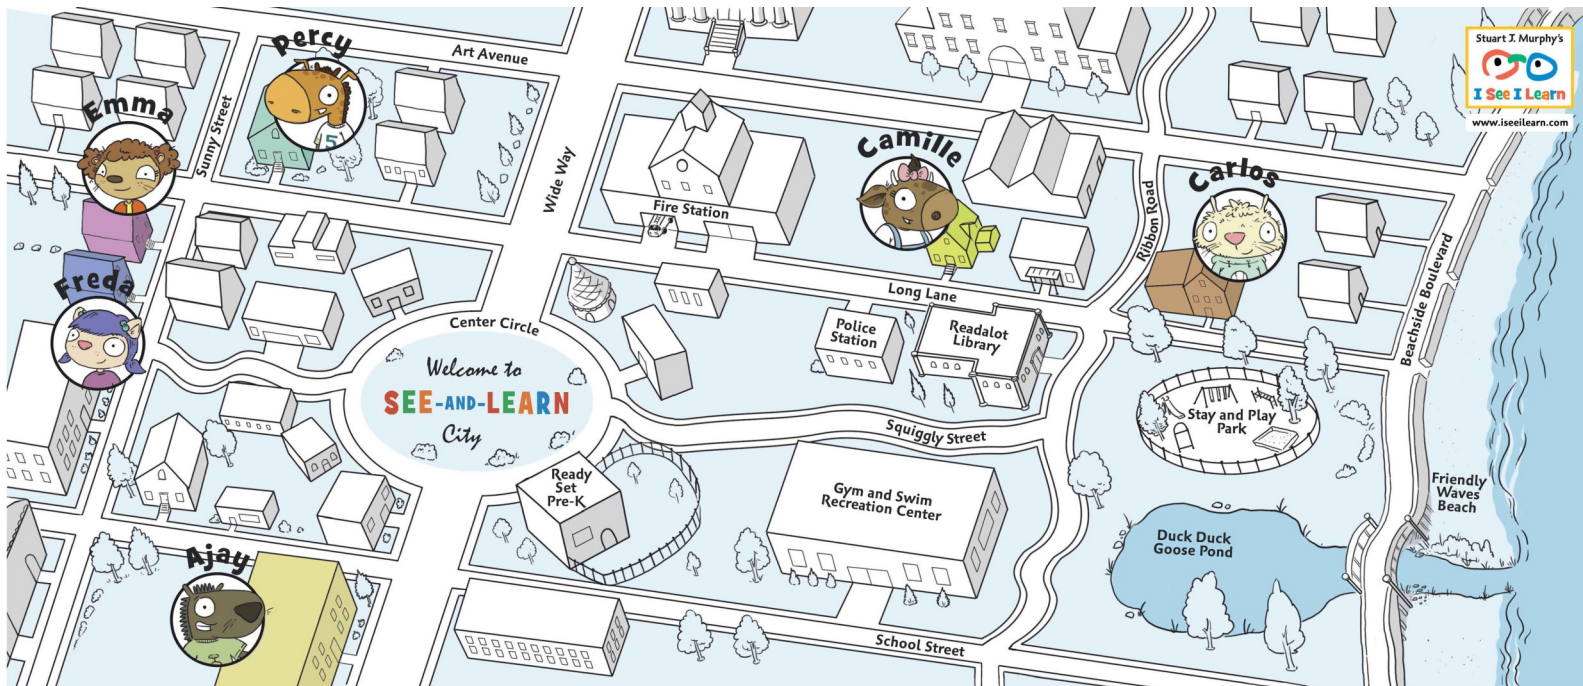 Percy
Art Avenue
Stuart J. Murphy's
I See I Learn
www.iseeilearn.com
Emma
Sunny Street
Wide Way
Camille
Carlos
Fire Station
Ribbon Road
Beachside Boulevard
Freda
Long Lane
Center Circle
Police
Station
Readalot
Library
Welcome to
SEE-AND-LEARN
City
Stay and Play
Park
Squiggly Street
Ready
Set
Pre-K
Gym and Swim
Recreation Center
Friendly
Waves
Beach
Duck Duck
Goose Pond
Ajay
School Street
5